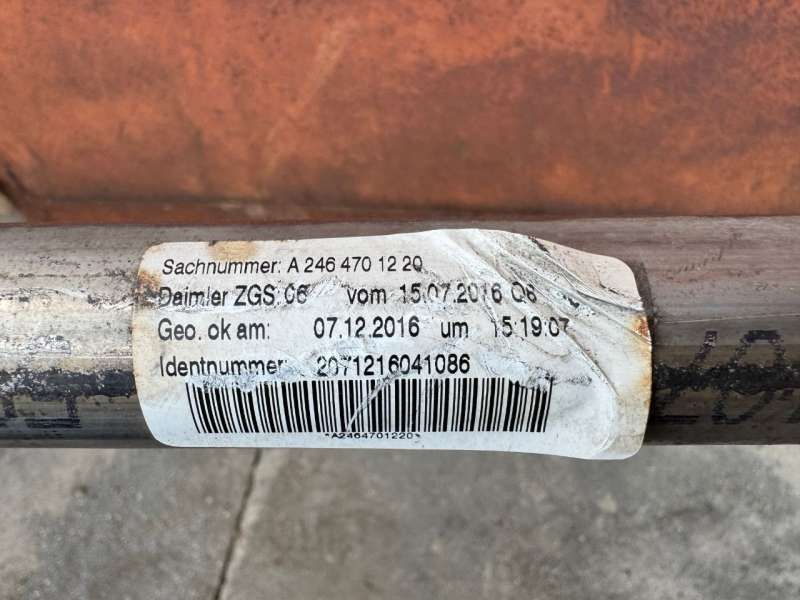 Sachnummer: A 246 470 12 20
Daimler ZGS: 06 vom 15.07.2016 Q6
Geo. ok am: 07.12.2016 um 15:19:07
Identnummer: 2071216041086
*A2464701220*